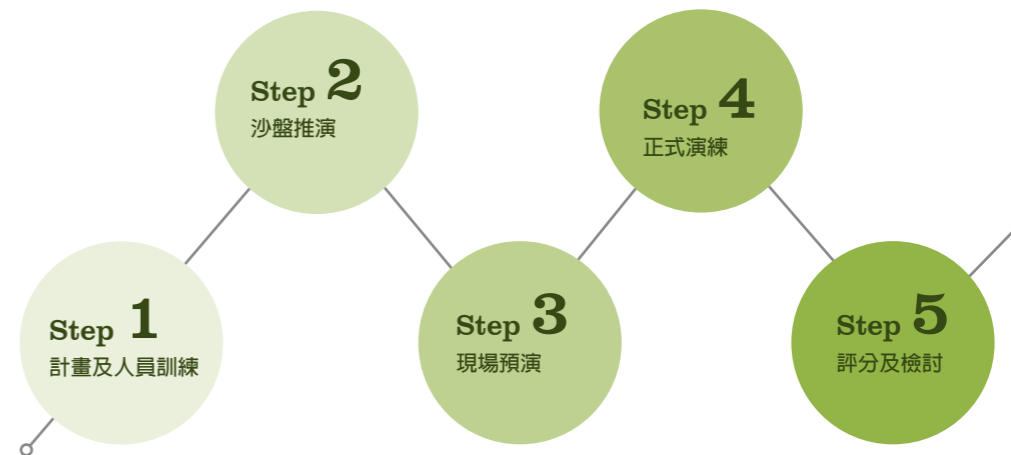 Step 1
計畫及人員訓練
Step 2
沙盤推演
Step 3
現場預演
Step 4
正式演練
Step 5
評分及檢討